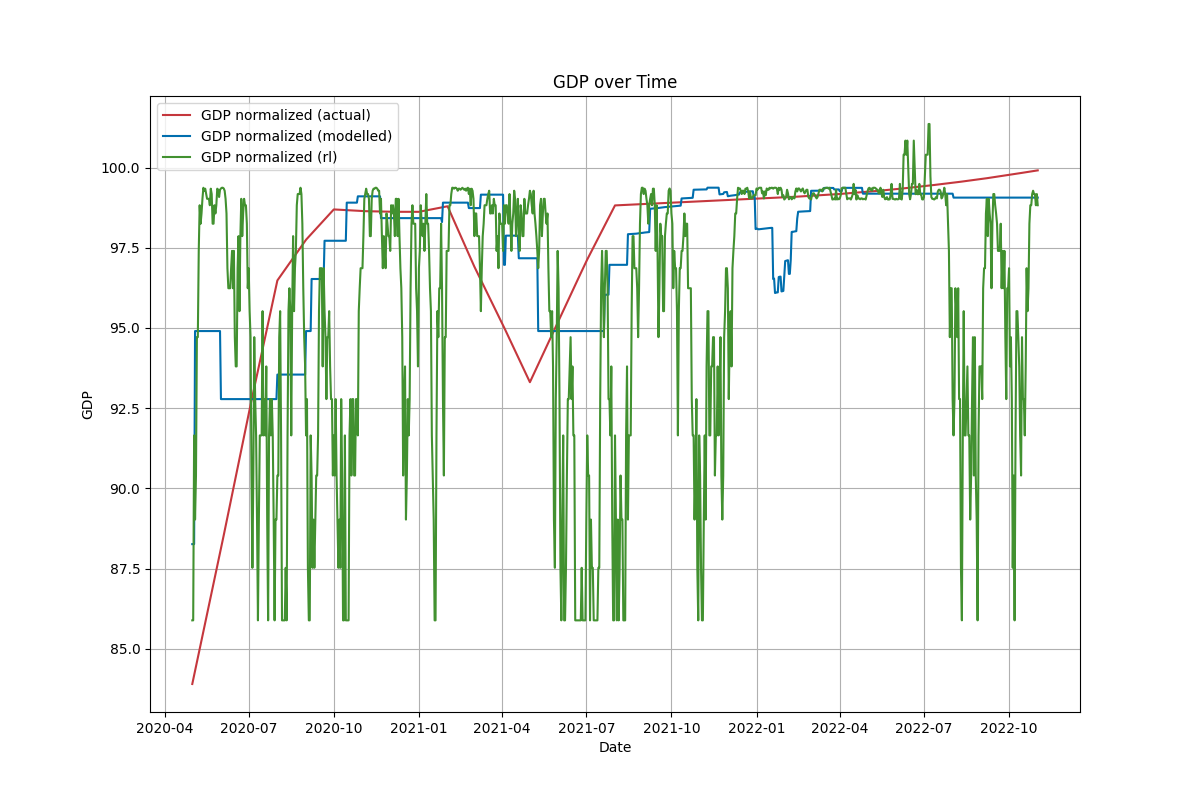 GDP over Time
GDP normalized (actual)
GDP normalized (modelled)
GDP normalized (rl)
100.0
97.5
95.0
92.5
90.0
87.5
85.0
GDP
2020-04 2020-07 2020-10 2021-01 2021-04 2021-07 2021-10 2022-01 2022-04 2022-07 2022-10
Date